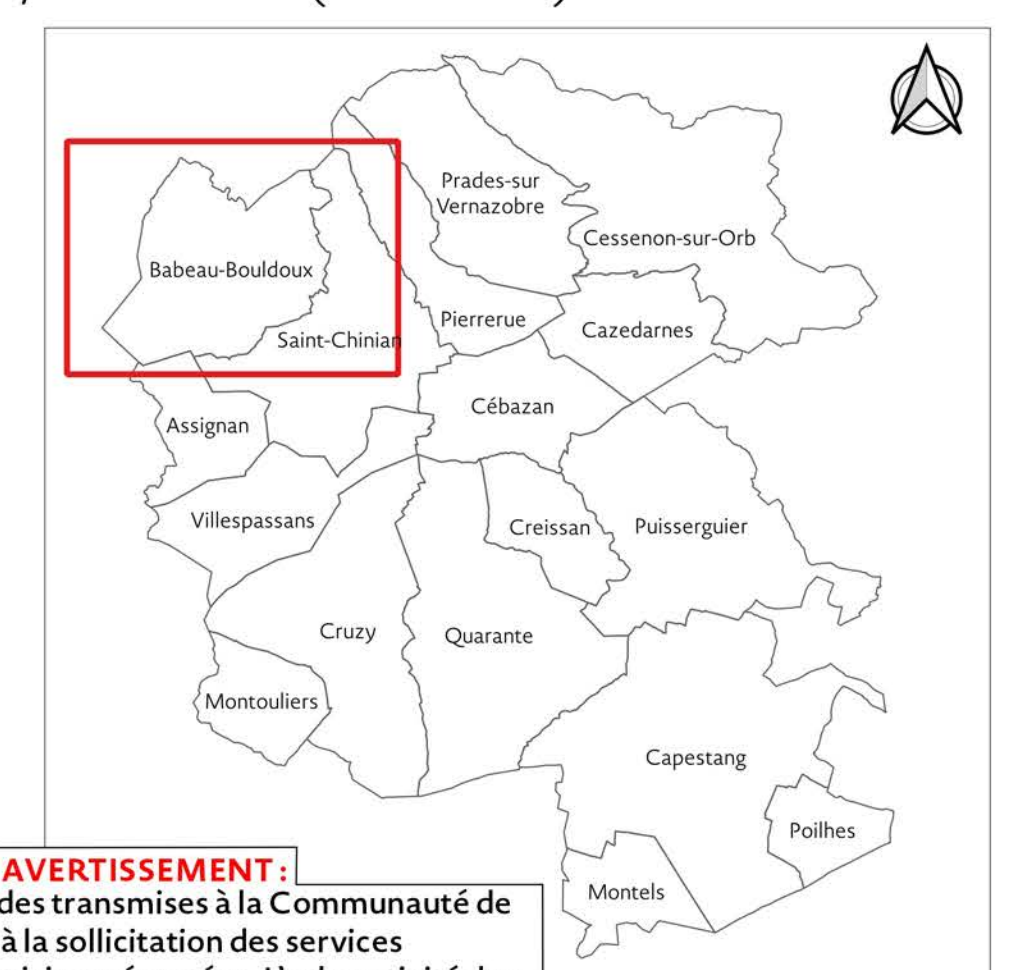 Prades-sur
Vernazobre
Cessenon-sur-Orb
Babeau-Bouldoux
Pierrerue
Cazedarnes
Saint-Chinian
Cébazan
Assignan
Villespassans
Creissan
Puisserguier
Cruzy
Quarante
Montouliers
Capestang
Poilhes
Montels
AVERTISSEMENT :
des transmises à la Communauté de
à la sollicitation des services